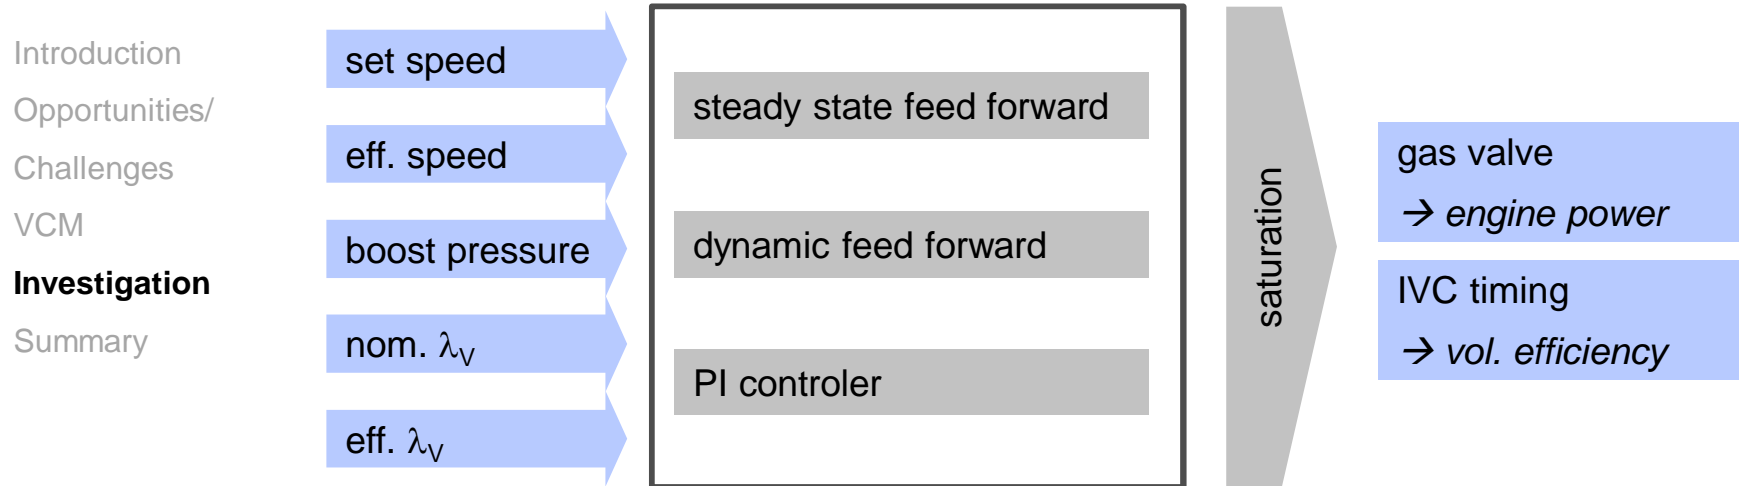 Introduction
Opportunities/
Challenges
VCM
Investigation
Summary
set speed
eff. speed
boost pressure
nom. λV
eff. λV
steady state feed forward
dynamic feed forward
PI controler
saturation
gas valve
→ engine power
IVC timing
→ vol. efficiency